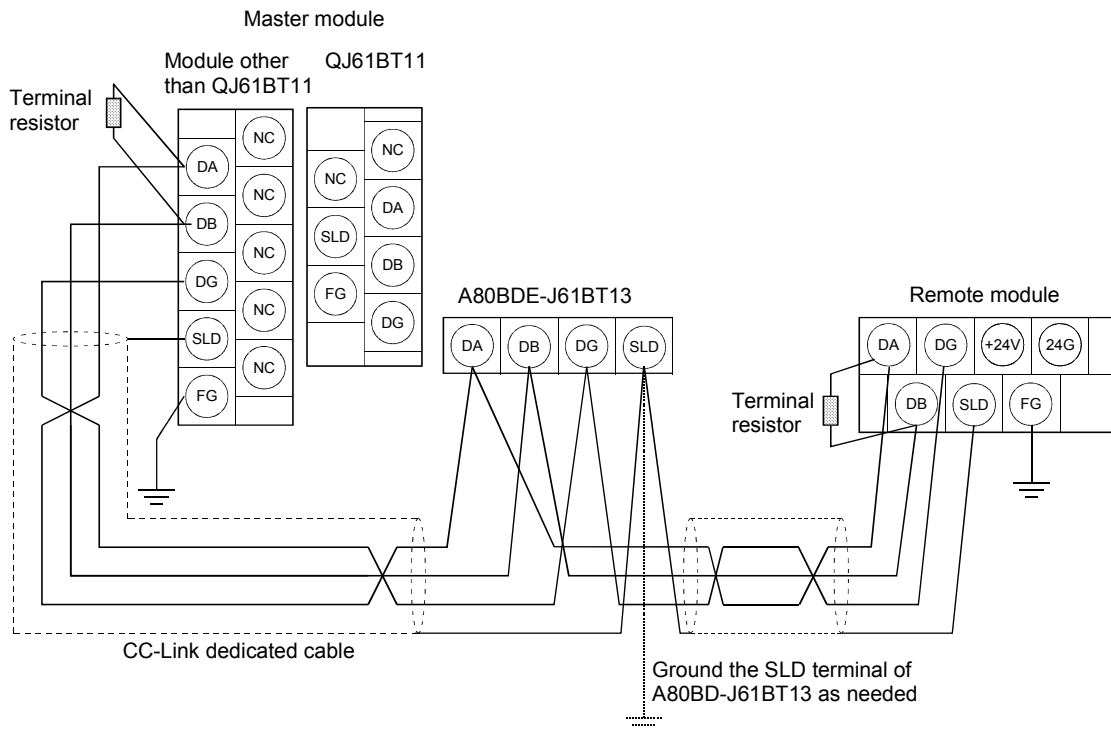 Master module
Module other
than QJ61BT11
QJ61BT11
Terminal
resistor
NC
DA
NC
DB
NC
DG
NC
SLD
NC
FG
NC
NC
DA
SLD
DB
FG
DG
A80BDE-J61BT13
DA
DB
DG
SLD
Remote module
DA
DG
+24V
24G
DB
SLD
FG
Terminal
resistor
CC-Link dedicated cable
Ground the SLD terminal of
A80BD-J61BT13 as needed